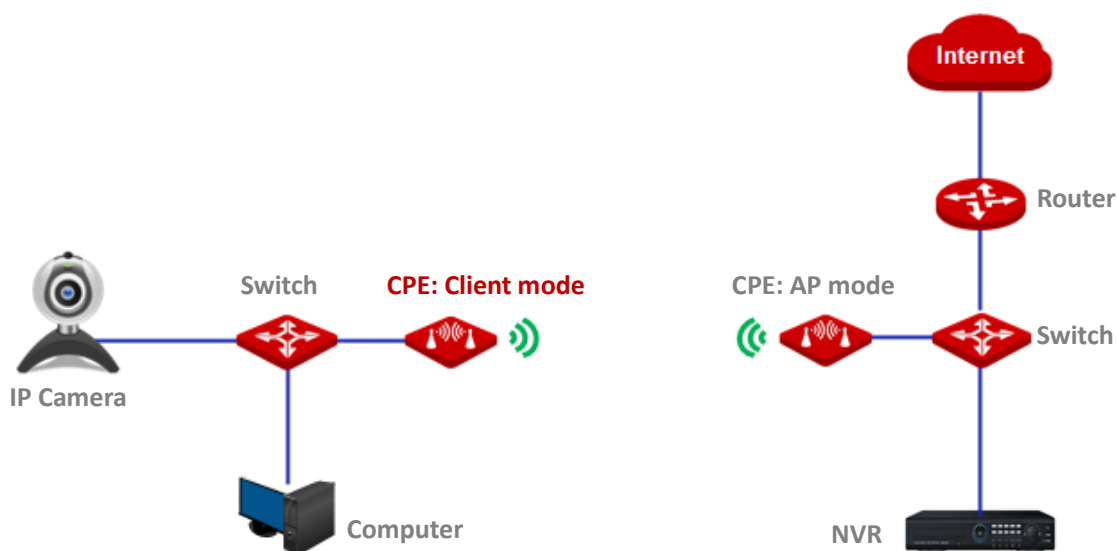 Internet
Router
Switch
CPE: Client mode
CPE: AP mode
Switch
IP Camera
Computer
NVR